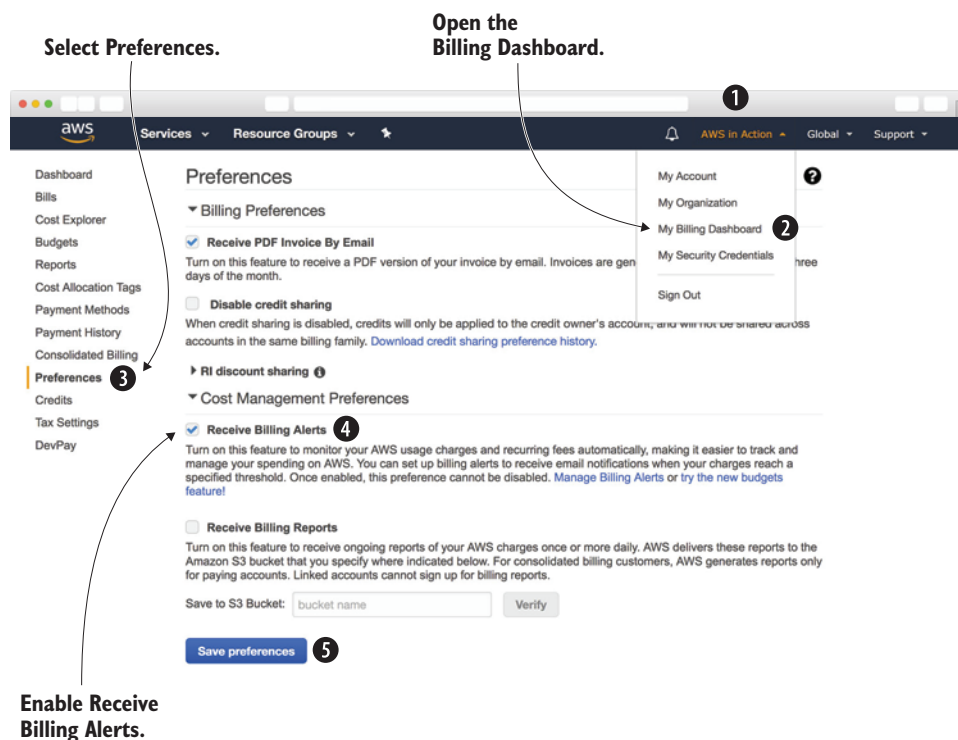 Open the
Billing Dashboard.
Select Preferences.
1
aws
Services
Resource Groups
AWS in Action
Global
Support
Dashboard
Bills
Cost Explorer
Budgets
Reports
Cost Allocation Tags
Payment Methods
Payment History
Consolidated Billing
Preferences 3
Credits
Tax Settings
DevPay
My Account
My Organization
My Billing Dashboard 2
My Security Credentials
Sign Out
?
Preferences
Billing Preferences
Receive PDF Invoice By Email
Turn on this feature to receive a PDF version of your invoice by email. Invoices are gen
days of the month.
Disable credit sharing
When credit sharing is disabled, credits will only be applied to the credit owner's account, and will not be shared across
accounts in the same billing family. Download credit sharing preference history.
RI discount sharing i
Cost Management Preferences
Receive Billing Alerts 4
Turn on this feature to monitor your AWS usage charges and recurring fees automatically, making it easier to track and
manage your spending on AWS. You can set up billing alerts to receive email notifications when your charges reach a
specified threshold. Once enabled, this preference cannot be disabled. Manage Billing Alerts or try the new budgets
feature!
Receive Billing Reports
Turn on this feature to receive ongoing reports of your AWS charges once or more daily. AWS delivers these reports to the
Amazon S3 bucket that you specify where indicated below. For consolidated billing customers, AWS generates reports only
for paying accounts. Linked accounts cannot sign up for billing reports.
Save to S3 Bucket: bucket name Verify
Save preferences 5
Enable Receive
Billing Alerts.